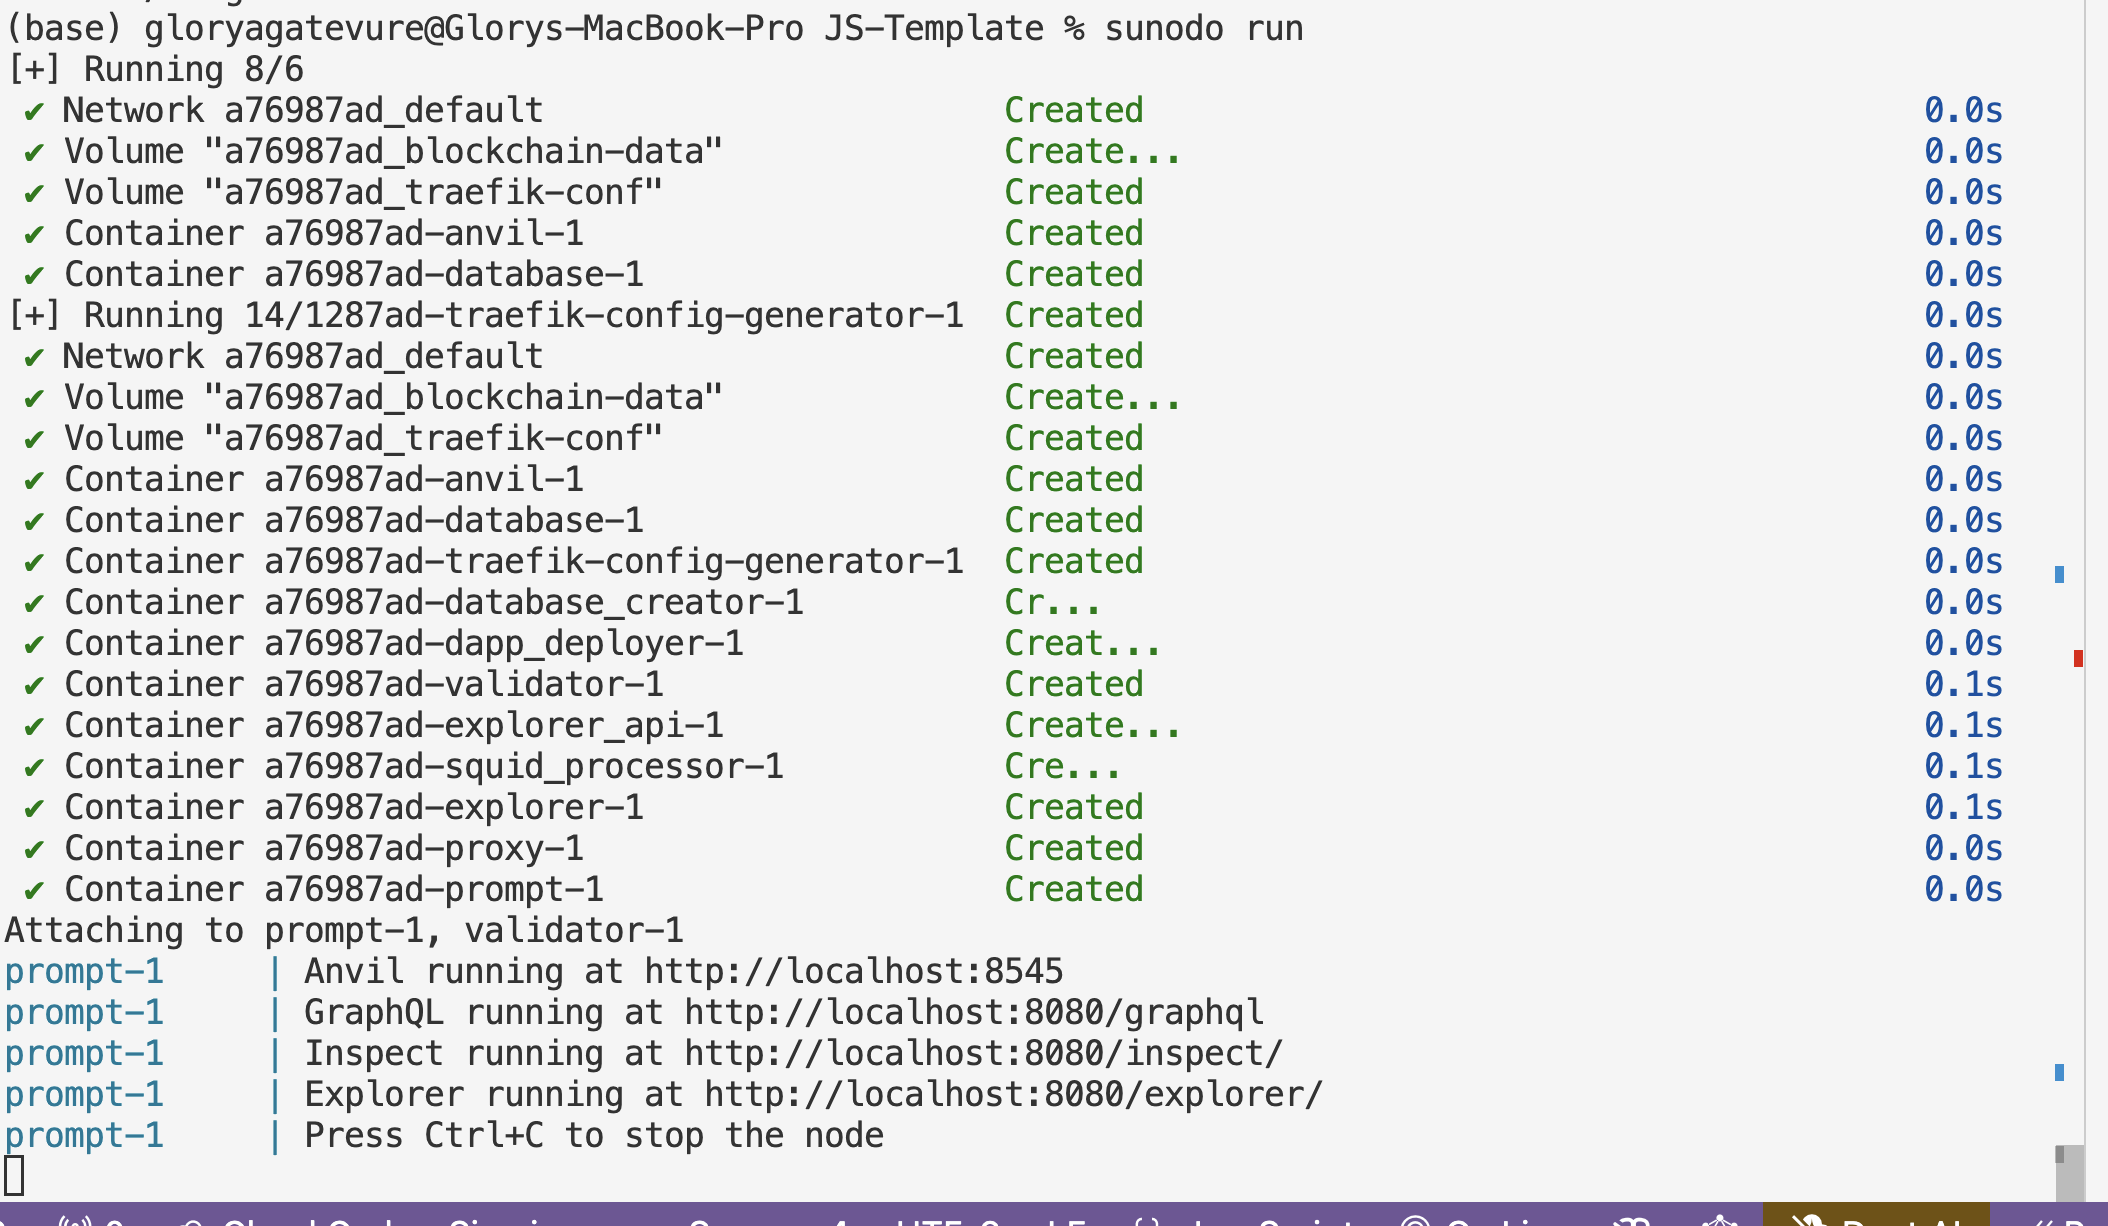 (base) gloryagatevure@Glorys-MacBook-Pro JS-Template % sunodo run
[+] Running 8/6
✔ Network a76987ad_default Created 0.0s
✔ Volume "a76987ad_blockchain-data" Create... 0.0s
✔ Volume "a76987ad_traefik-conf" Created 0.0s
✔ Container a76987ad-anvil-1 Created 0.0s
✔ Container a76987ad-database-1 Created 0.0s
[+] Running 14/1287ad-traefik-config-generator-1 Created 0.0s
✔ Network a76987ad_default Created 0.0s
✔ Volume "a76987ad_blockchain-data" Create... 0.0s
✔ Volume "a76987ad_traefik-conf" Created 0.0s
✔ Container a76987ad-anvil-1 Created 0.0s
✔ Container a76987ad-database-1 Created 0.0s
✔ Container a76987ad-traefik-config-generator-1 Created 0.0s
✔ Container a76987ad-database_creator-1 Cr... 0.0s
✔ Container a76987ad-dapp_deployer-1 Creat... 0.0s
✔ Container a76987ad-validator-1 Created 0.1s
✔ Container a76987ad-explorer_api-1 Create... 0.1s
✔ Container a76987ad-squid_processor-1 Cre... 0.1s
✔ Container a76987ad-explorer-1 Created 0.1s
✔ Container a76987ad-proxy-1 Created 0.0s
✔ Container a76987ad-prompt-1 Created 0.0s
Attaching to prompt-1, validator-1
prompt-1 | Anvil running at http://localhost:8545
prompt-1 | GraphQL running at http://localhost:8080/graphql
prompt-1 | Inspect running at http://localhost:8080/inspect/
prompt-1 | Explorer running at http://localhost:8080/explorer/
prompt-1 | Press Ctrl+C to stop the node